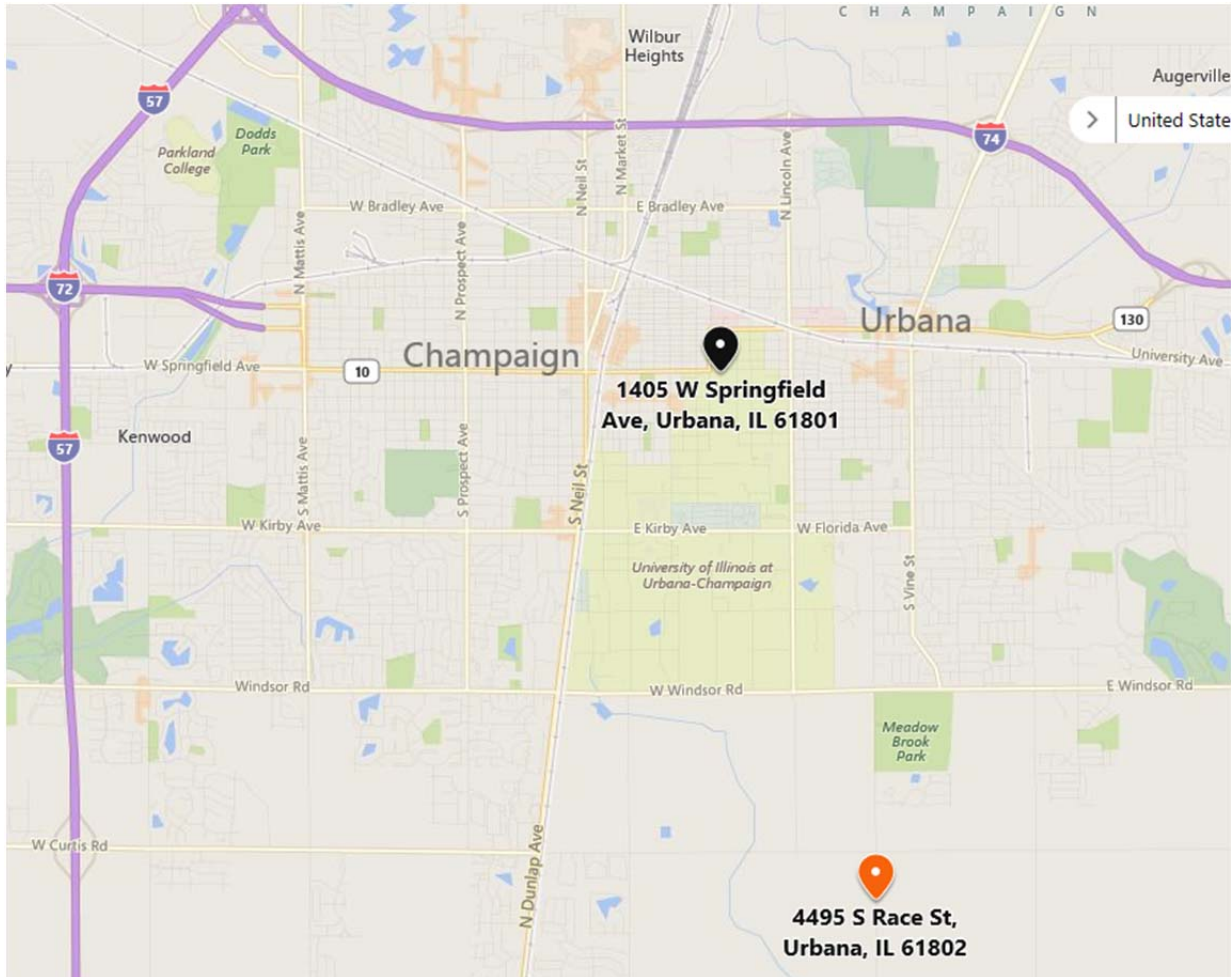 C H A M P A I G N
Wilbur
Heights
Augerville
57
74
United State
Dodds
Park
Parkland
College
N Neil St
N Market St
N Lincoln Ave
W Bradley Ave
E Bradley Ave
N Mattis Ave
N Prospect Ave
72
130
Urbana
Champaign
University Ave
W Springfield Ave
10
y
1405 W Springfield
Ave, Urbana, IL 61801
Kenwood
57
S Mattis Ave
S Prospect Ave
S Neil St
W Kirby Ave
E Kirby Ave
W Florida Ave
University of Illinois at
Urbana-Champaign
S Vine St
Windsor Rd
W Windsor Rd
E Windsor Rd
Meadow
Brook
Park
W Curtis Rd
N Dunlap Ave
4495 S Race St,
Urbana, IL 61802